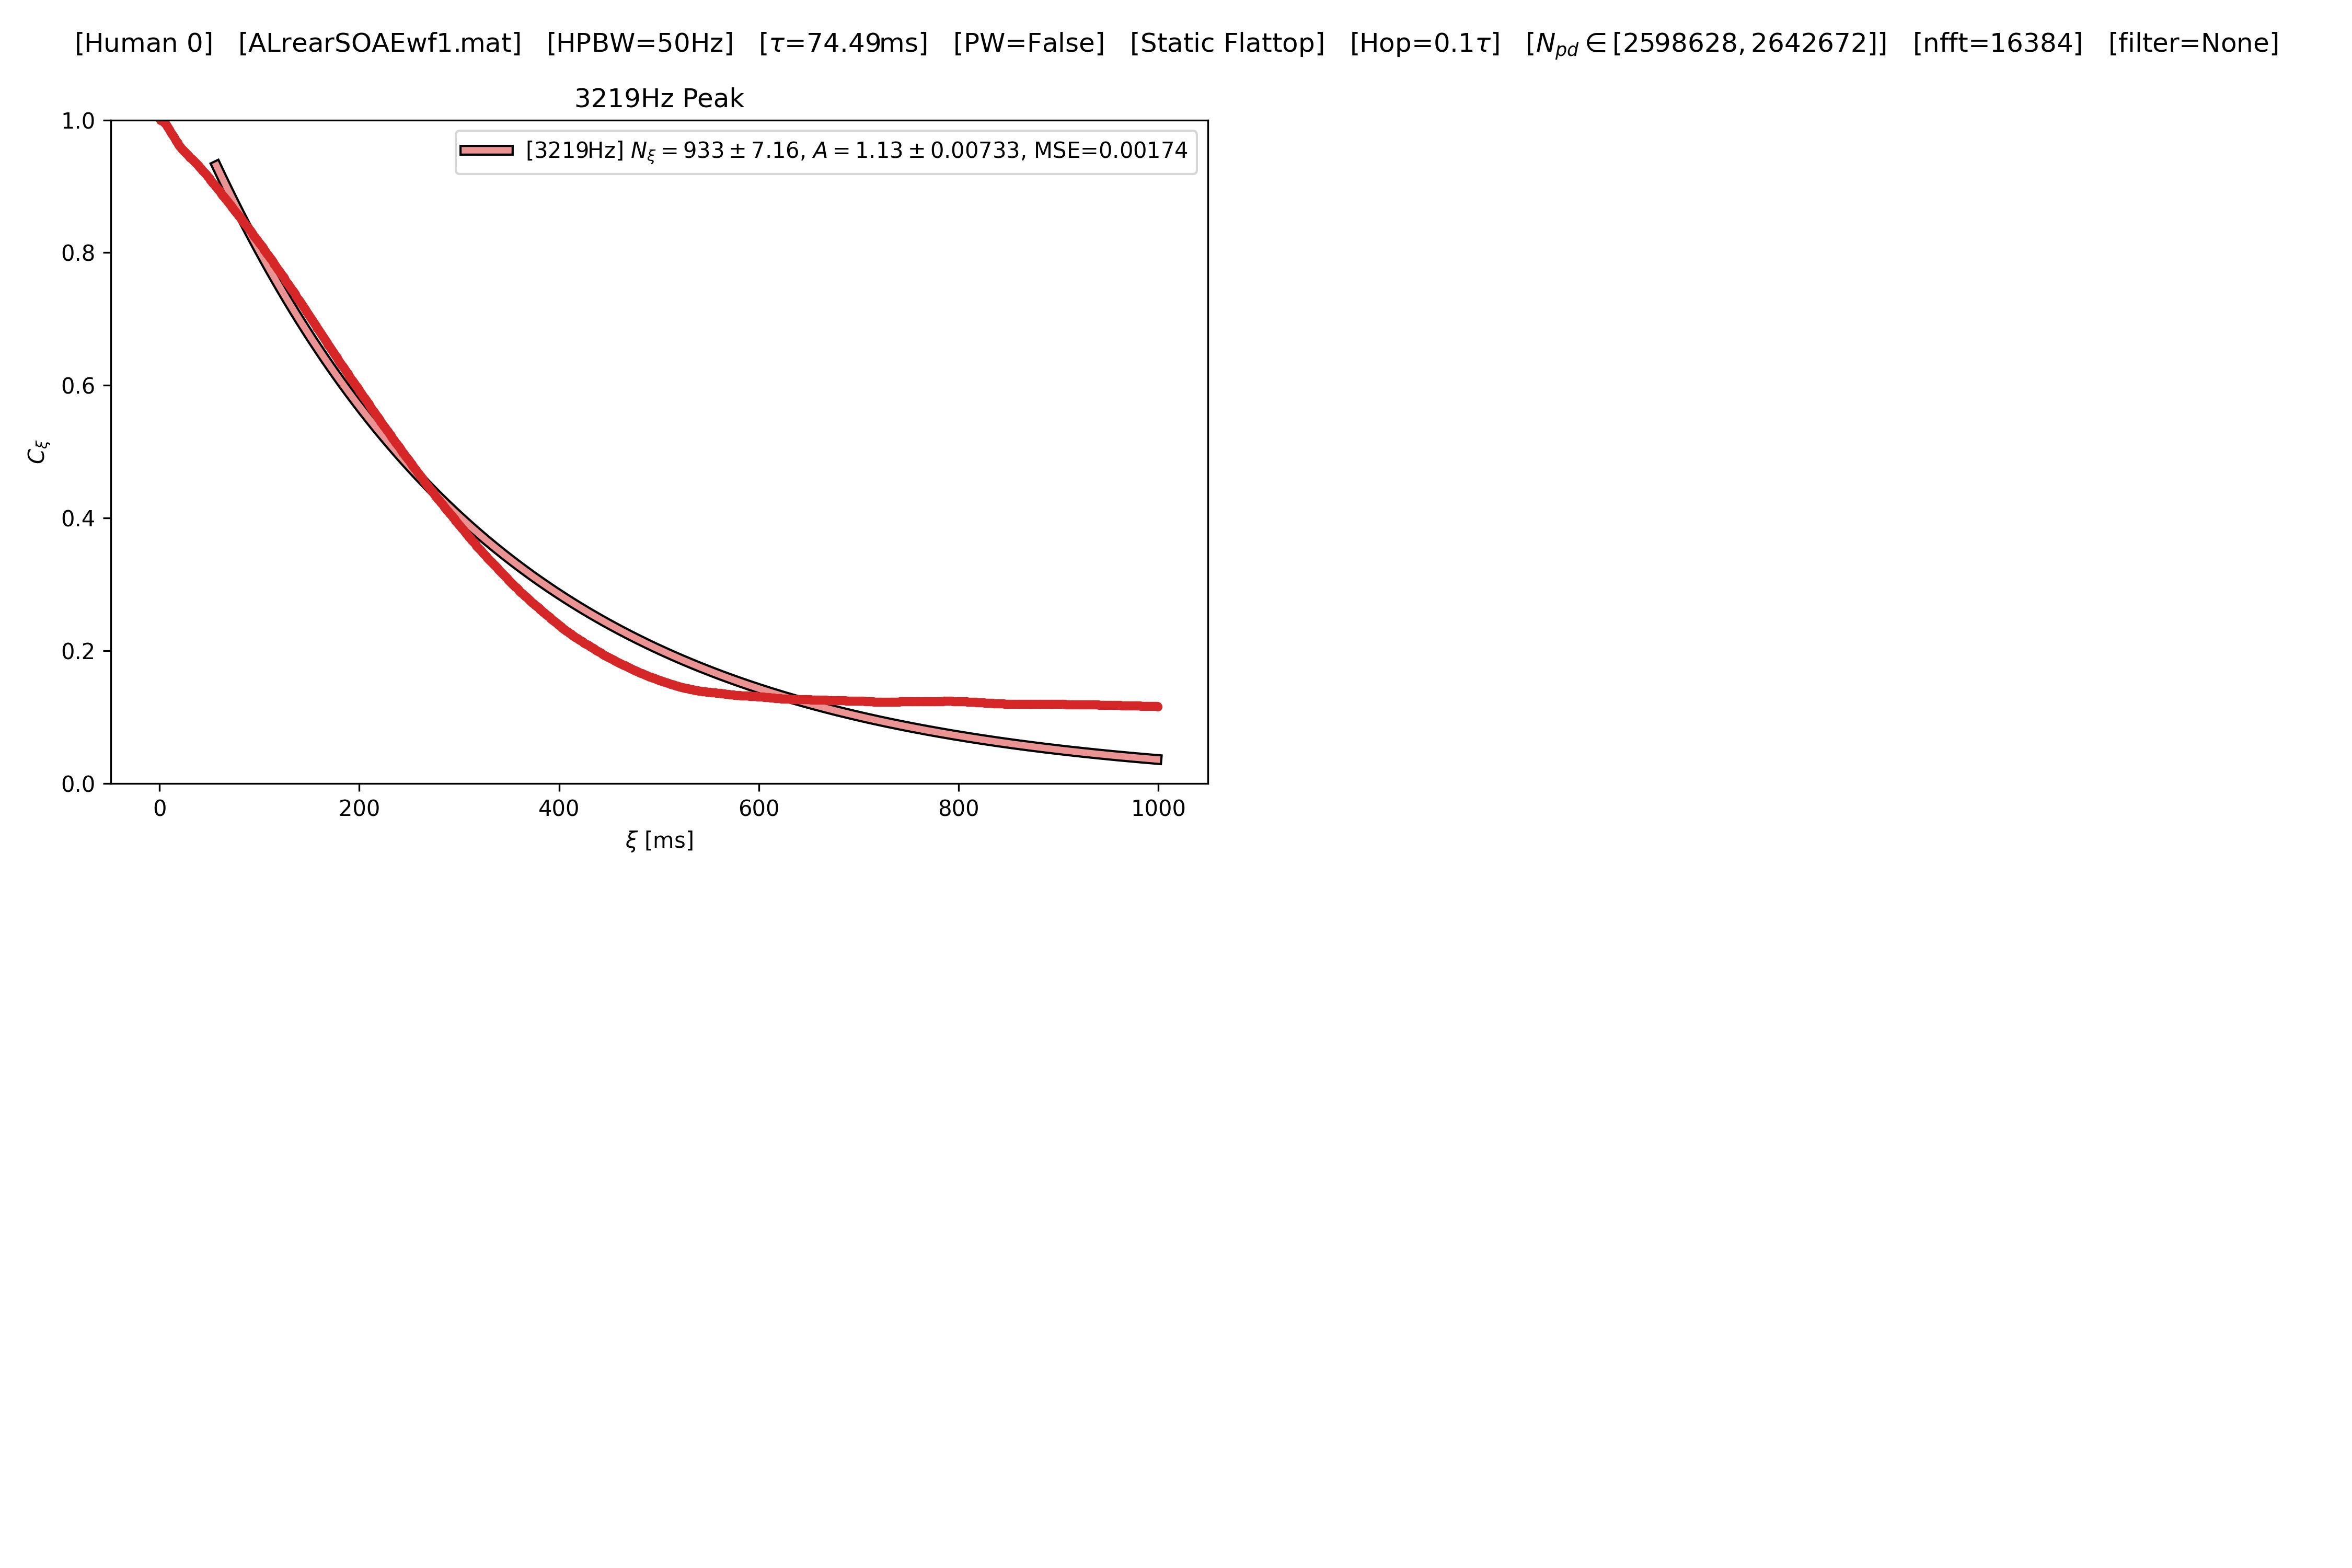 [Human 0]   [ALrearSOAEwf1.mat]   [HPBW=50Hz]   [τ=74.49ms]   [PW=False]   [Static Flattop]   [Hop=0.1τ]   [N_pd ∈ [2598628, 2642672]]   [nfft=16384]   [filter=None]
3219Hz Peak
[3219Hz] N_ξ = 933 ± 7.16, A = 1.13 ± 0.00733, MSE=0.00174
1.0
0.8
0.6
0.4
0.2
0.0
C_ξ
0 200 400 600 800 1000
ξ [ms]